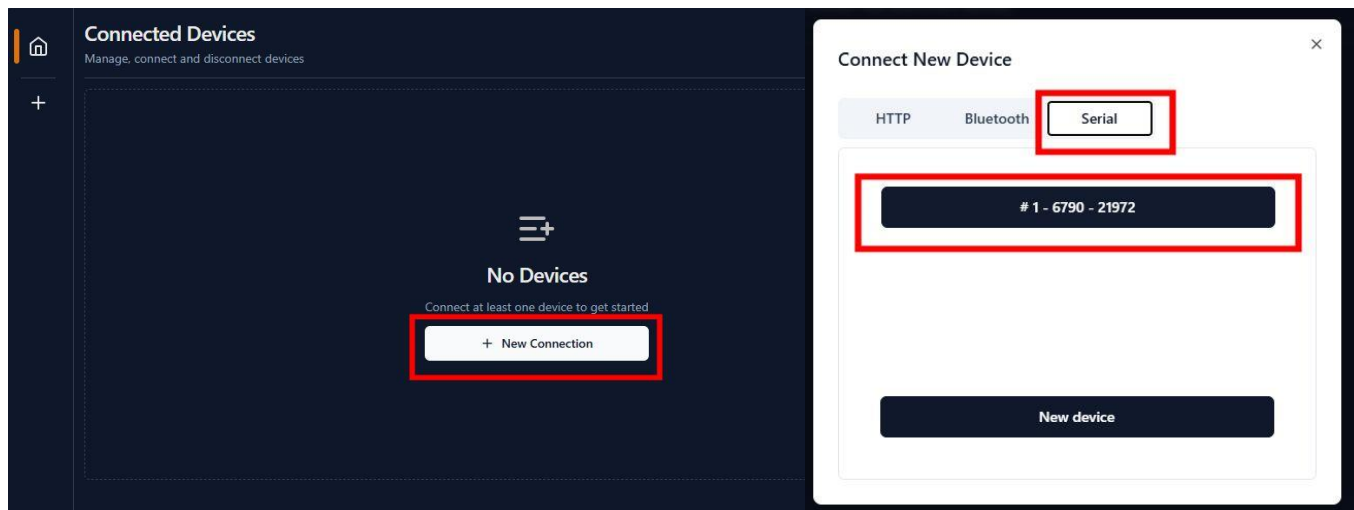 Connected Devices
Manage, connect and disconnect devices
No Devices
Connect at least one device to get started
+ New Connection
Connect New Device
HTTP
Bluetooth
Serial
# 1 - 6790 - 21972
New device